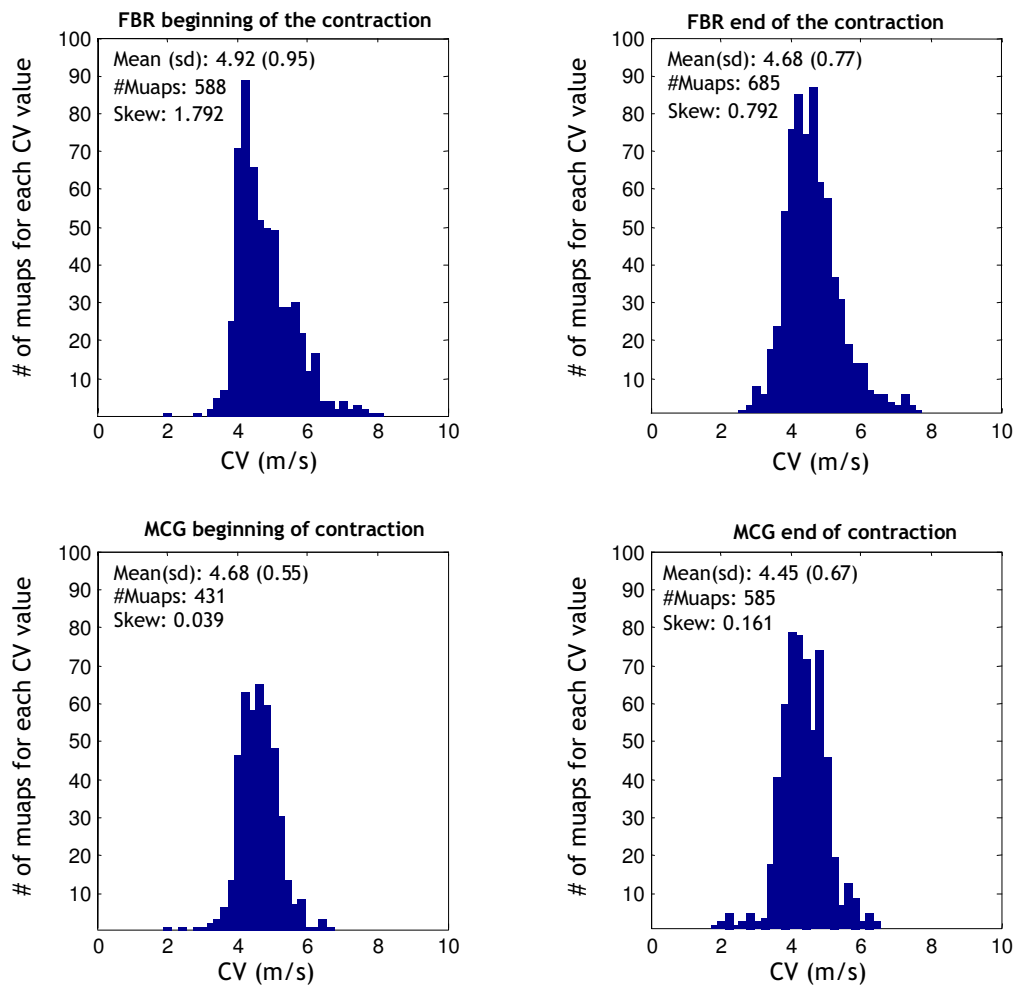 FBR beginning of the contraction
Mean (sd): 4.92 (0.95)
#Muaps: 588
Skew: 1.792
# of muaps for each CV value
100
90
80
70
60
50
40
30
20
10
0 2 4 6 8 10
CV (m/s)
FBR end of the contraction
Mean(sd): 4.68 (0.77)
#Muaps: 685
Skew: 0.792
# of muaps for each CV value
100
90
80
70
60
50
40
30
20
10
0 2 4 6 8 10
CV (m/s)
MCG beginning of contraction
Mean(sd): 4.68 (0.55)
#Muaps: 431
Skew: 0.039
# of muaps for each CV value
100
90
80
70
60
50
40
30
20
10
0 2 4 6 8 10
CV (m/s)
MCG end of contraction
Mean(sd): 4.45 (0.67)
#Muaps: 585
Skew: 0.161
# of muaps for each CV value
100
90
80
70
60
50
40
30
20
10
0 2 4 6 8 10
CV (m/s)